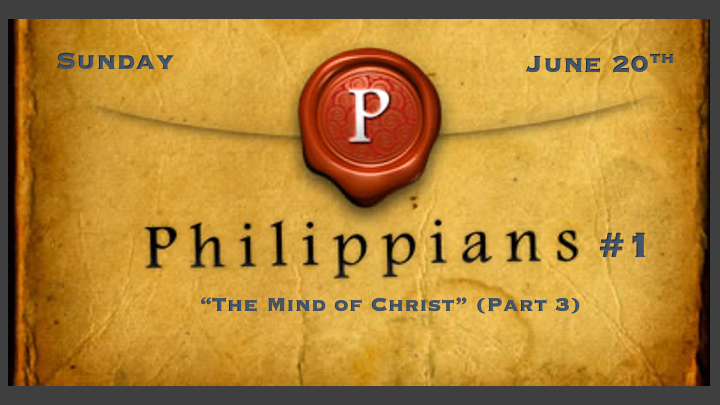 Sunday
June 20th
P
Philippians #1
“The Mind of Christ” (Part 3)